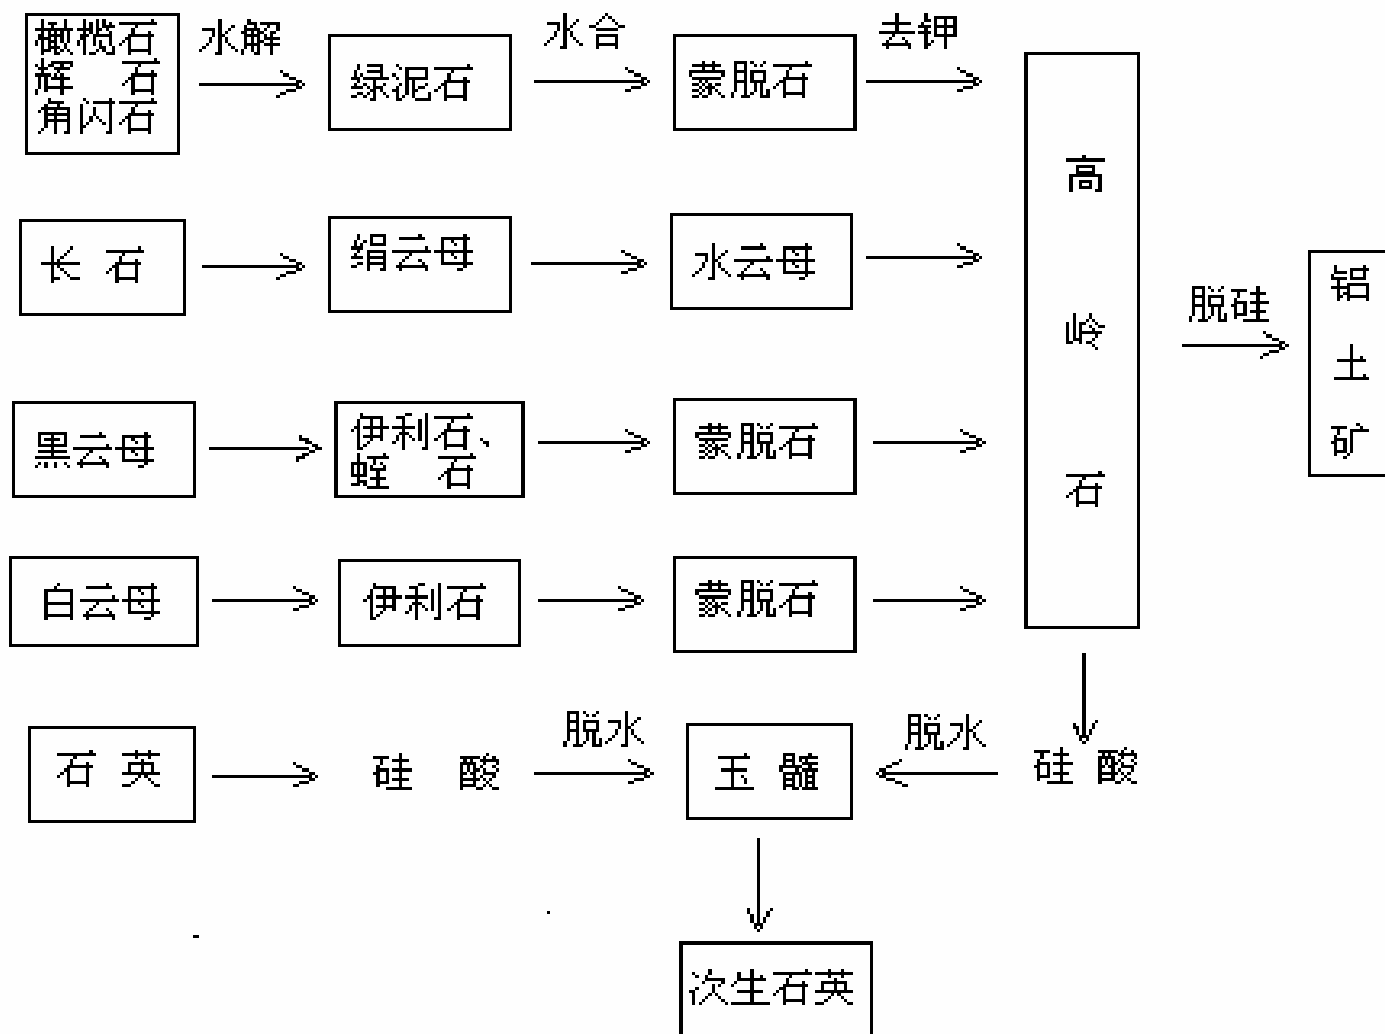 橄榄石
辉 石
角闪石
水解
绿泥石
水合
蒙脱石
去钾
高
岭
石
长 石
绢云母
水云母
脱硅
铝
土
矿
黑云母
伊利石、
蛭 石
蒙脱石
白云母
伊利石
蒙脱石
石 英
硅 酸
脱水
玉 髓
脱水
硅 酸
次生石英